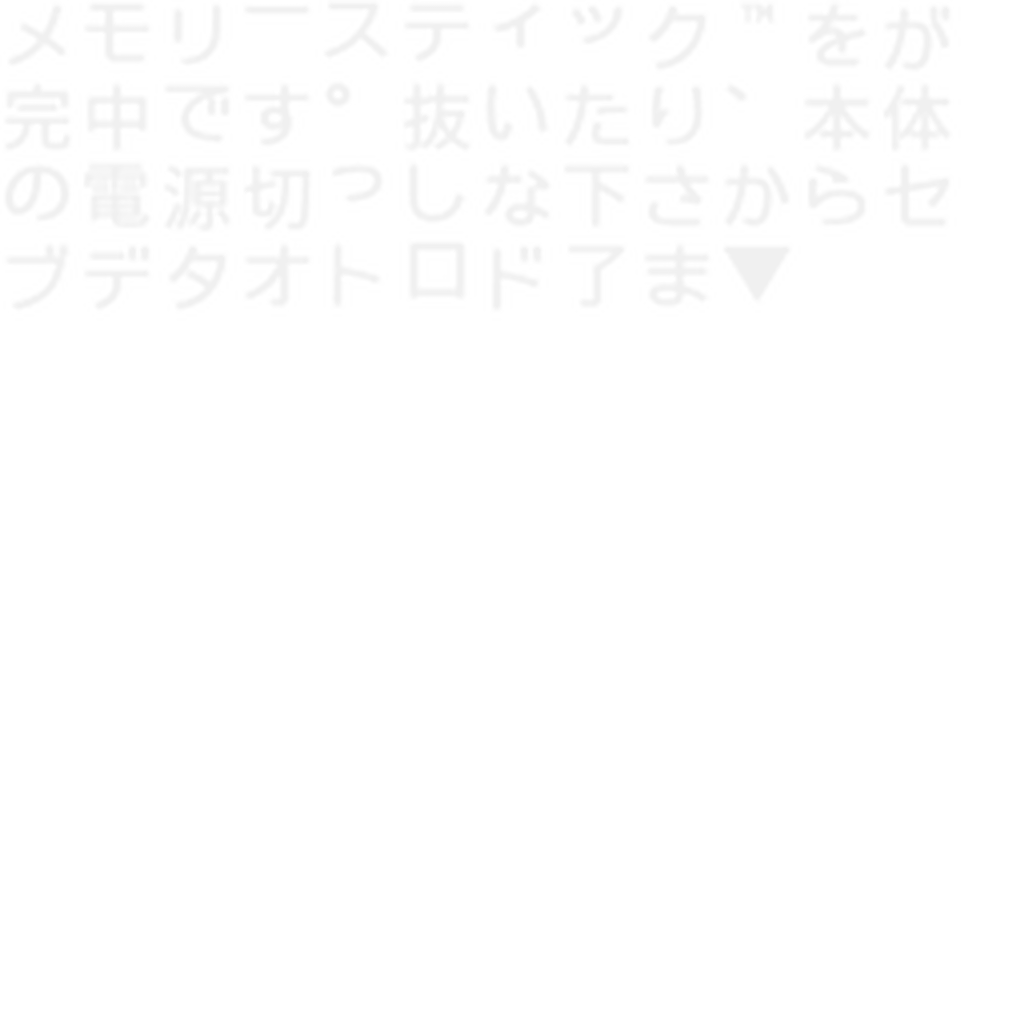 メモリースティック™をが
完中です。抜いたり、本体
の電源切っしな下さからセ
ブデタオトロド了ま▼